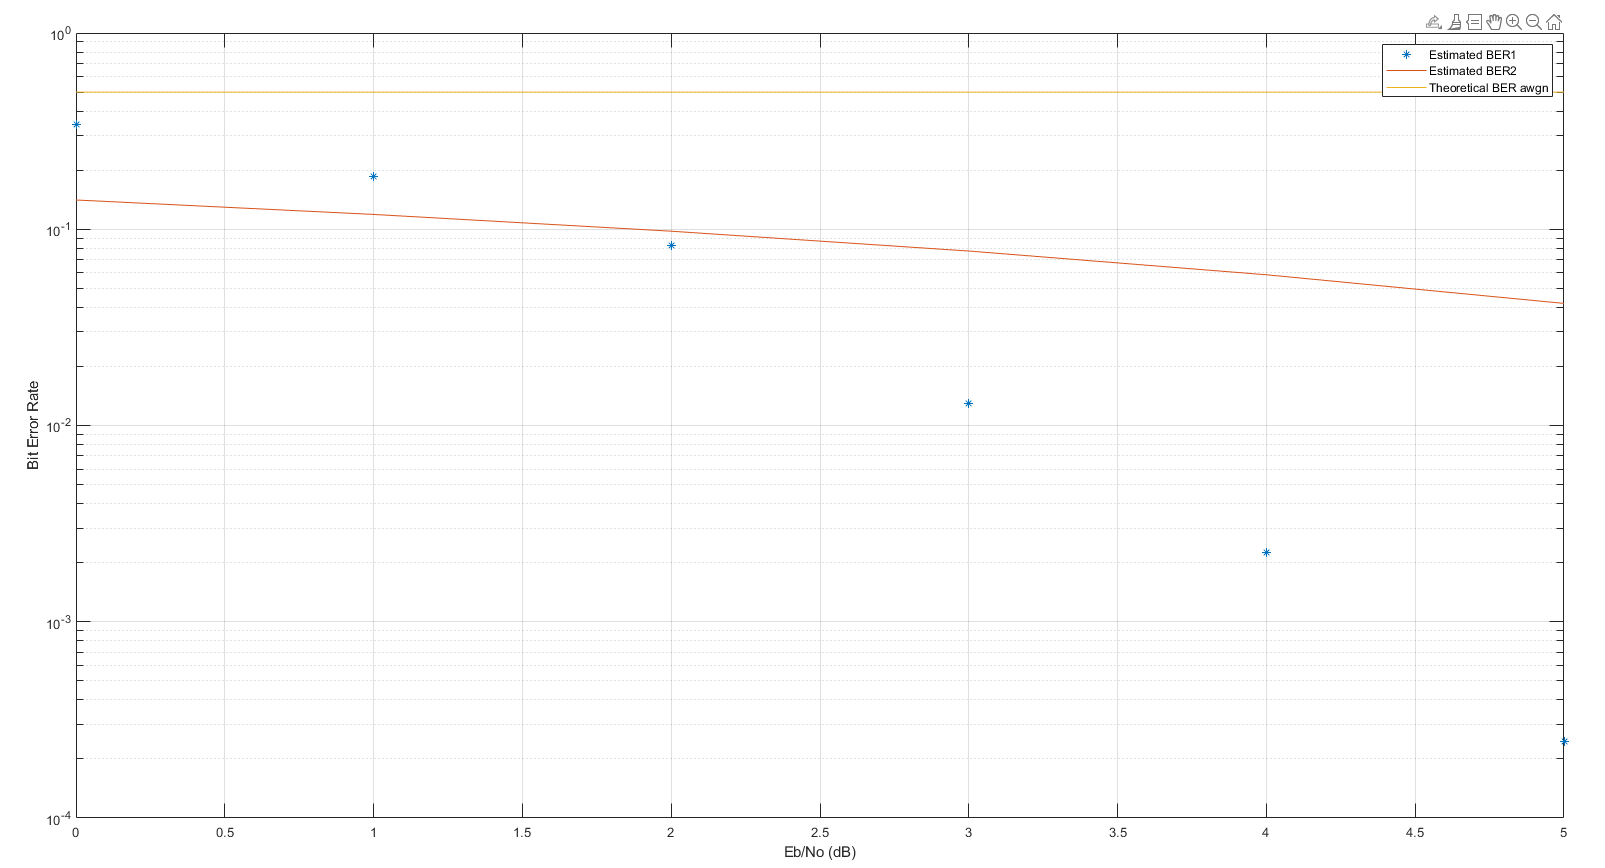 Estimated BER1
Estimated BER2
Theoretical BER awgn
10^0
10^-1
10^-2
10^-3
10^-4
Bit Error Rate
0 0.5 1 1.5 2 2.5 3 3.5 4 4.5 5
Eb/No (dB)